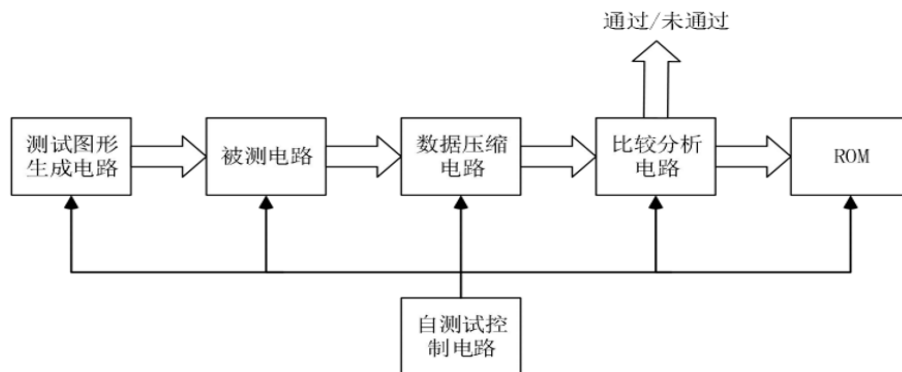 通过/未通过
测试图形
生成电路
被测电路
数据压缩
电路
比较分析
电路
ROM
自测试控
制电路